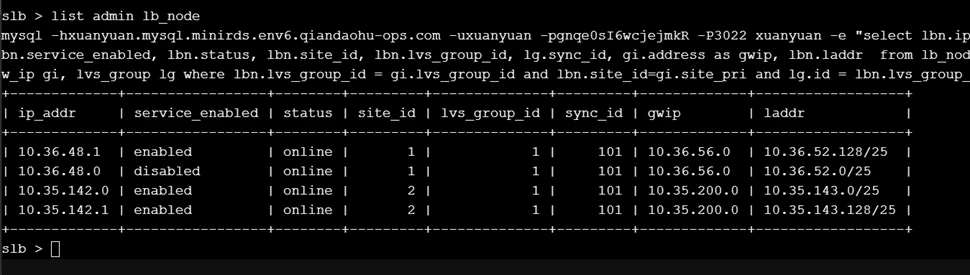 slb > list admin lb_node
mysql -hxuanyuan.mysql.minirds.env6.qiandaohu-ops.com -uxuanyuan -pgnqe0sI6wcjejmkR -P3022 xuanyuan -e "select lbn.ip
bn.service_enabled, lbn.status, lbn.site_id, lbn.lvs_group_id, lg.sync_id, gi.address as gwip, lbn.laddr  from lb_nod
w_ip gi, lvs_group lg where lbn.lvs_group_id = gi.lvs_group_id and lbn.site_id=gi.site_pri and lg.id = lbn.lvs_group_
| ip_addr | service_enabled | status | site_id | lvs_group_id | sync_id | gwip | laddr |
| 10.36.48.1 | enabled | online | 1 | 1 | 101 | 10.36.56.0 | 10.36.52.128/25 |
| 10.36.48.0 | disabled | online | 1 | 1 | 101 | 10.36.56.0 | 10.36.52.0/25 |
| 10.35.142.0 | enabled | online | 2 | 1 | 101 | 10.35.200.0 | 10.35.143.0/25 |
| 10.35.142.1 | enabled | online | 2 | 1 | 101 | 10.35.200.0 | 10.35.143.128/25 |
slb >